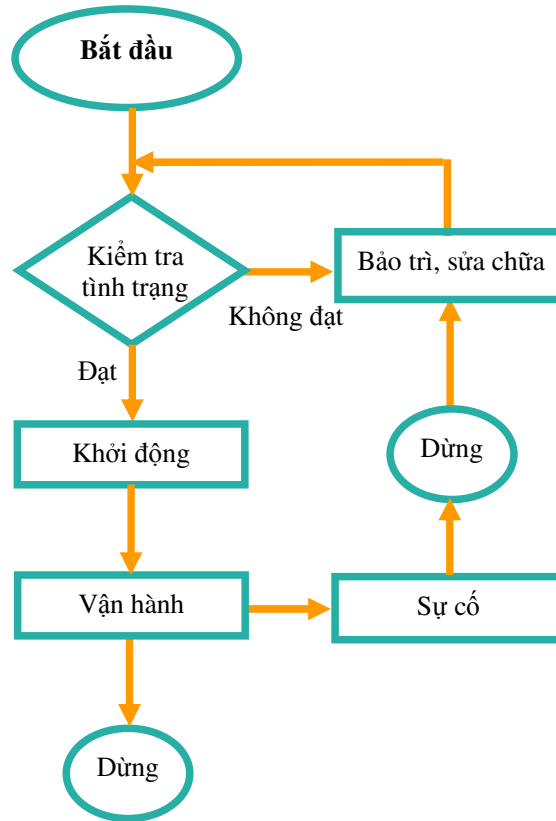 Bắt đầu
Kiểm tra
tình trạng
Bảo trì, sửa chữa
Không đạt
Đạt
Khởi động
Dừng
Vận hành
Sự cố
Dừng